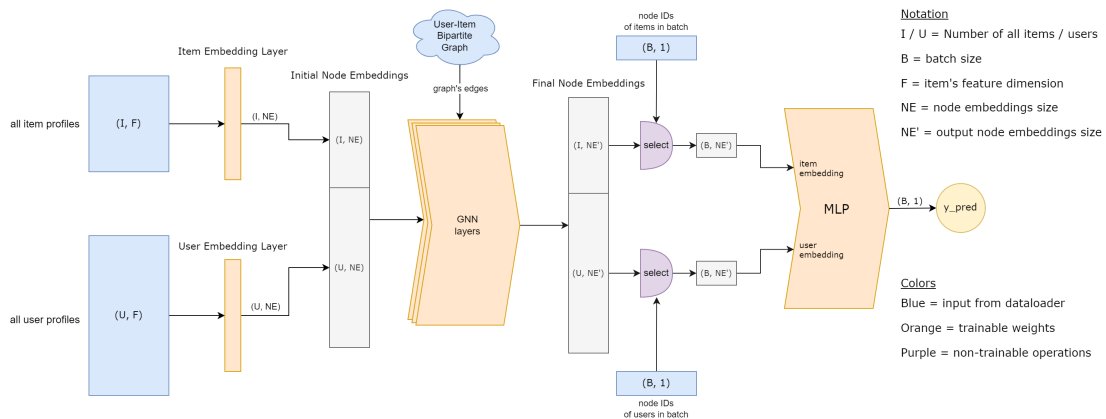 node IDs
of items in batch
(B, 1)
User-Item
Bipartite
Graph
graph's edges
Item Embedding Layer
Initial Node Embeddings
Final Node Embeddings
all item profiles
(I, F)
(I, NE)
(I, NE)
(I, NE')
select
(B, NE')
item
embedding
GNN
layers
MLP
(B, 1)
y_pred
User Embedding Layer
all user profiles
(U, F)
(U, NE)
(U, NE)
(U, NE')
select
(B, NE')
user
embedding
(B, 1)
node IDs
of users in batch
Notation
I / U = Number of all items / users
B = batch size
F = item's feature dimension
NE = node embeddings size
NE' = output node embeddings size
Colors
Blue = input from dataloader
Orange = trainable weights
Purple = non-trainable operations